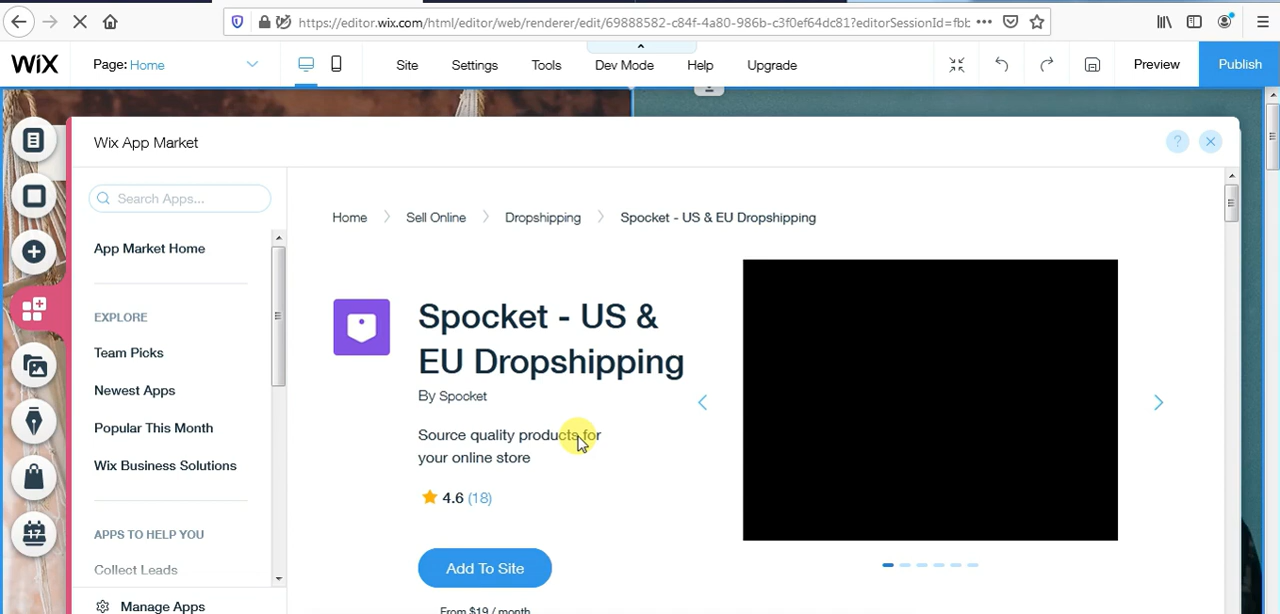 https://editor.wix.com/html/editor/web/renderer/edit/69888582-c84f-4a80-986b-c3f0ef64dc81?editorSessionId=fbb
WiX
Page: Home
Site
Settings
Tools
Dev Mode
Help
Upgrade
Preview
Publish
Wix App Market
?
Search Apps...
App Market Home
EXPLORE
Team Picks
Newest Apps
Popular This Month
Wix Business Solutions
APPS TO HELP YOU
Collect Leads
Manage Apps
Home
Sell Online
Dropshipping
Spocket - US & EU Dropshipping
Spocket - US &
EU Dropshipping
By Spocket
Source quality products for
your online store
4.6 (18)
Add To Site
From $19 / month
17